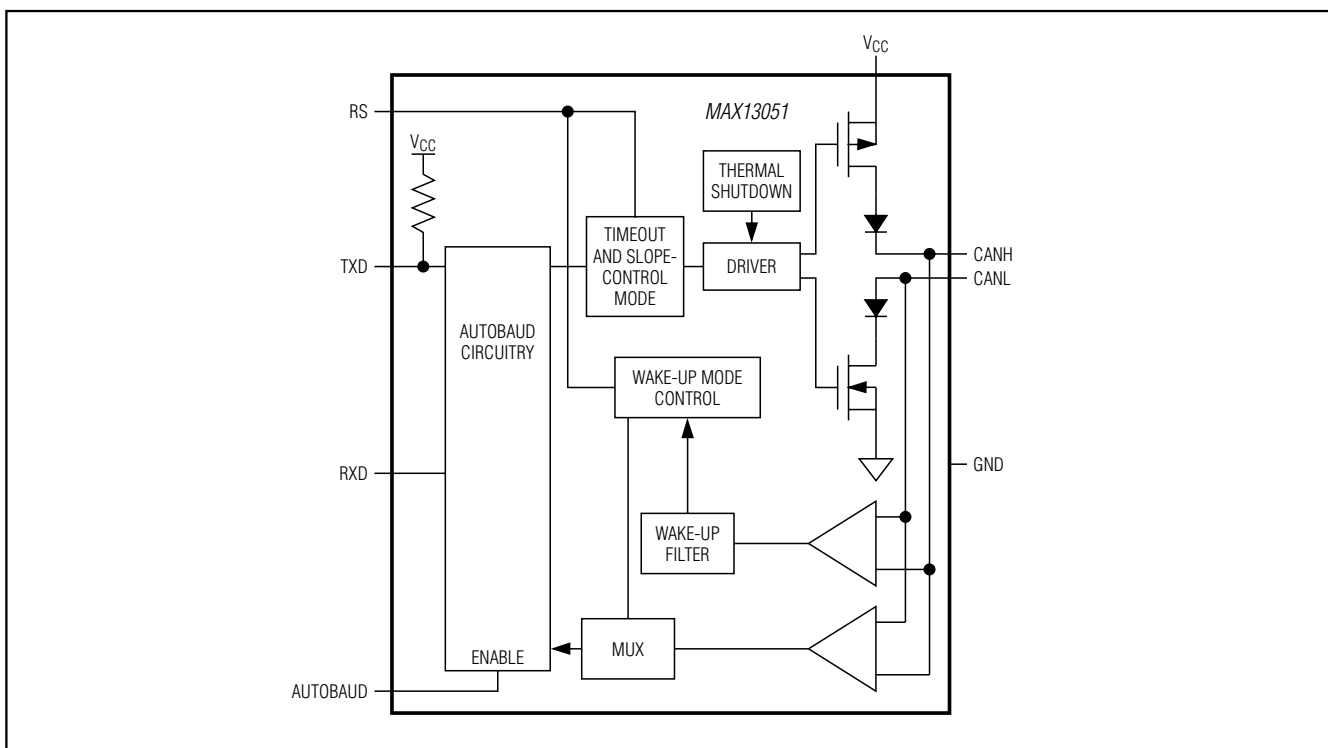 VCC
RS
MAX13051
VCC
THERMAL
SHUTDOWN
TIMEOUT
AND SLOPE-
CONTROL
MODE
DRIVER
CANH
CANL
TXD
AUTOBAUD
CIRCUITRY
WAKE-UP MODE
CONTROL
RXD
GND
WAKE-UP
FILTER
MUX
ENABLE
AUTOBAUD